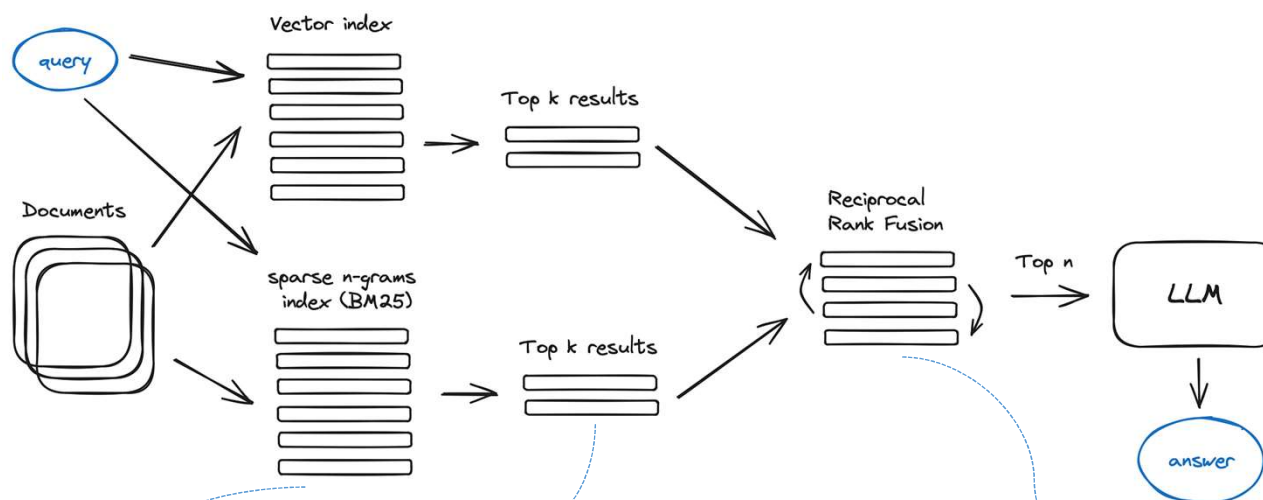 Vector index
query
Top k results
Documents
Reciprocal
Rank Fusion
sparse n-grams
index (BM25)
Top n
LLM
Top k results
answer